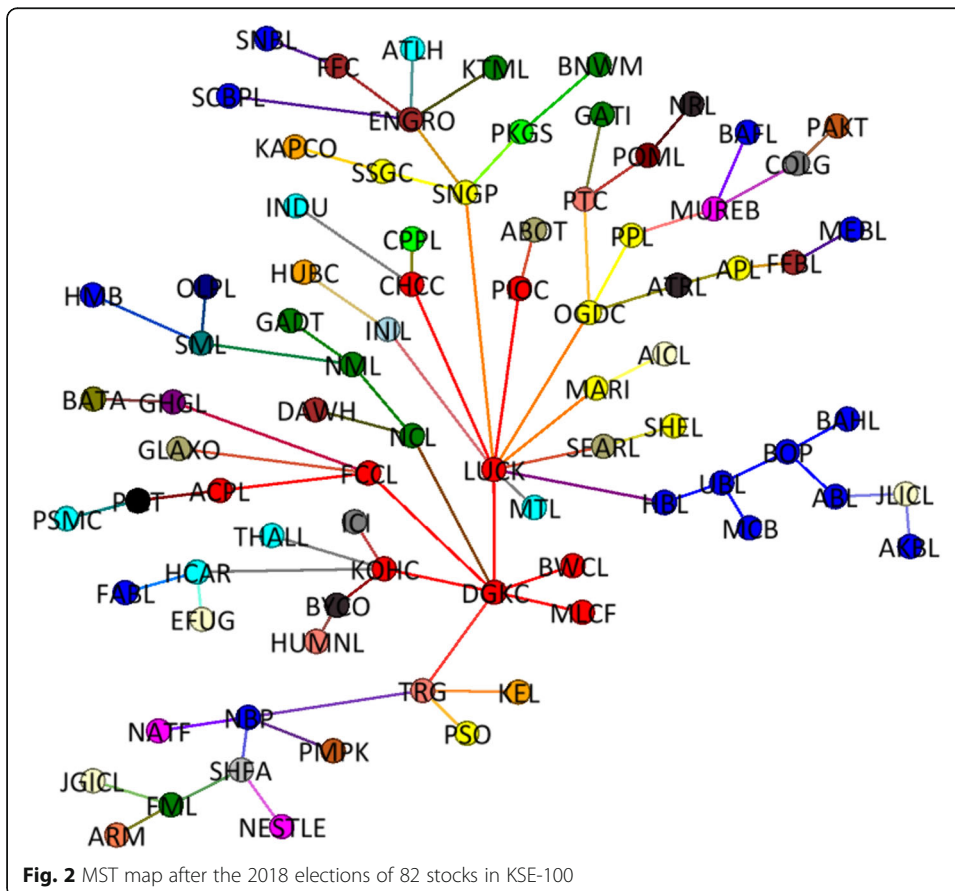 SNBL
ATLH
FFC
KTML
BNWM
SCBPL
ENGRO
PKGS
GATI
NRL
BAFL
PAKT
KAPCO
SSGC
SNGP
POML
COLG
PTC
MUREB
INDU
CPPL
ABOT
PPL
MEBL
HUBC
CHCC
PIOC
ATRL
APL
FFBL
HMB
OGDC
GADT
INIL
SML
NML
AICL
MARI
BATA
GHGL
DAWH
NCL
SEARL
SHEL
BAHL
GLAXO
FCCL
LUCK
BOP
ACPL
MTL
HBL
UBL
ABL
JLICL
PSMC
ICI
MCB
THALL
AKBL
HCAR
KOHC
DGKC
BWCL
FABL
EFUG
BYCO
MLCF
HUMNL
TRG
KEL
NATF
NBP
PSO
PMPK
JGICL
SHFA
FML
ARM
NESTLE
Fig. 2 MST map after the 2018 elections of 82 stocks in KSE-100